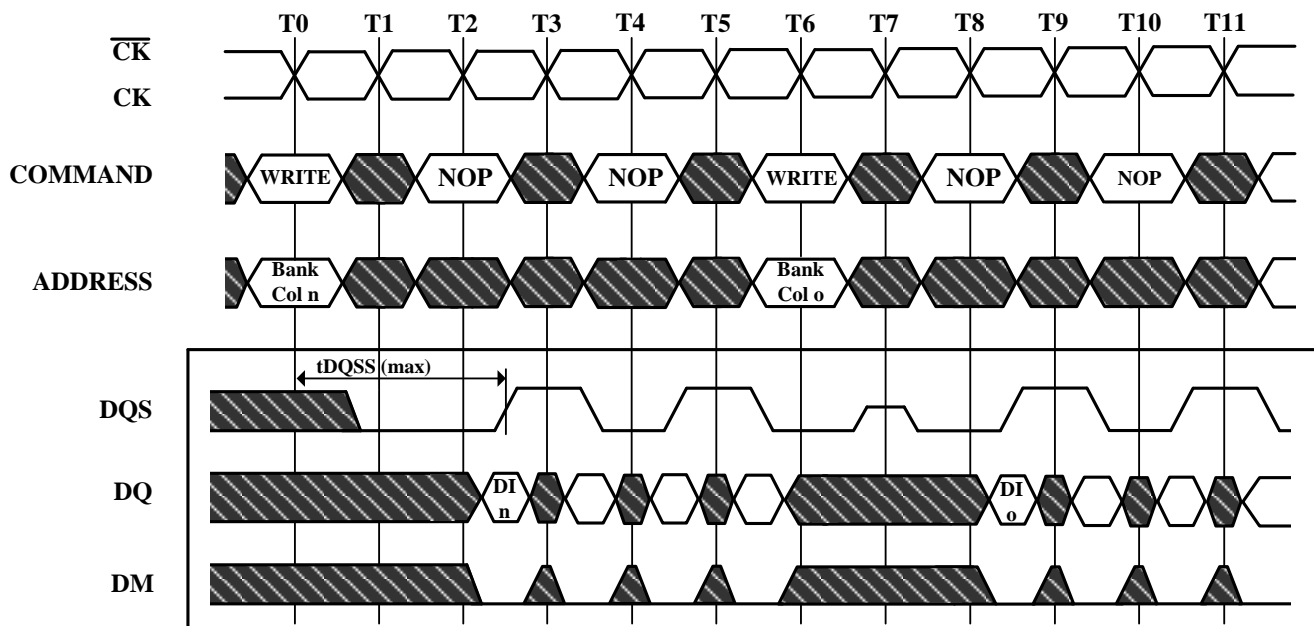 T0 T1 T2 T3 T4 T5 T6 T7 T8 T9 T10 T11
CK
CK
COMMAND WRITE NOP NOP WRITE NOP NOP
ADDRESS Bank Col n Bank Col o
tDQSS (max)
DQS
DQ DI n DI o
DM